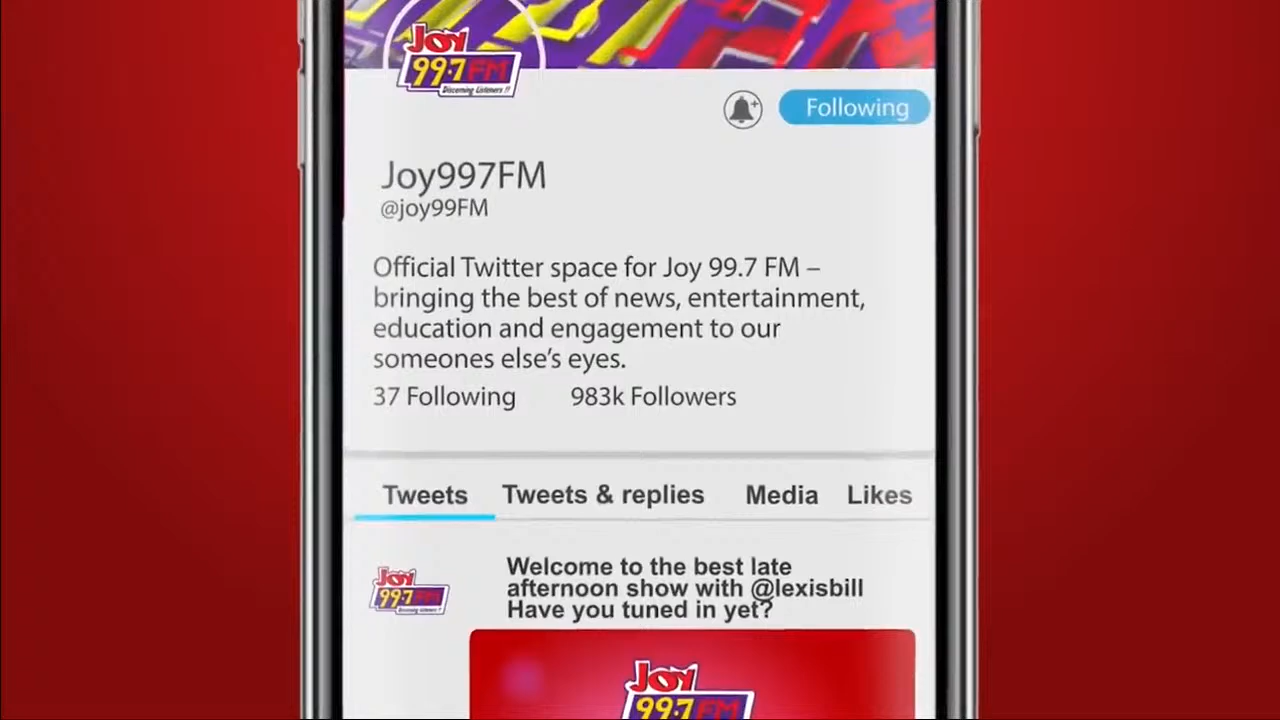 Joy
99.7 FM
Discerning Listeners !!
Following
Joy997FM
@joy99FM
Official Twitter space for Joy 99.7 FM –
bringing the best of news, entertainment,
education and engagement to our
someones else’s eyes.
37 Following 983k Followers
Tweets Tweets & replies Media Likes
Joy
99.7 FM
Discerning Listeners !!
Welcome to the best late
afternoon show with @lexisbill
Have you tuned in yet?
Joy
99.7 FM